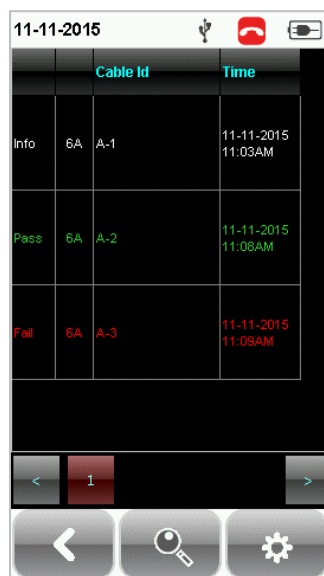 11-11-2015
Cable Id Time
Info 6A A-1 11-11-2015
11:03AM
Pass 6A A-2 11-11-2015
11:08AM
Fail 6A A-3 11-11-2015
11:09AM
< 1 >